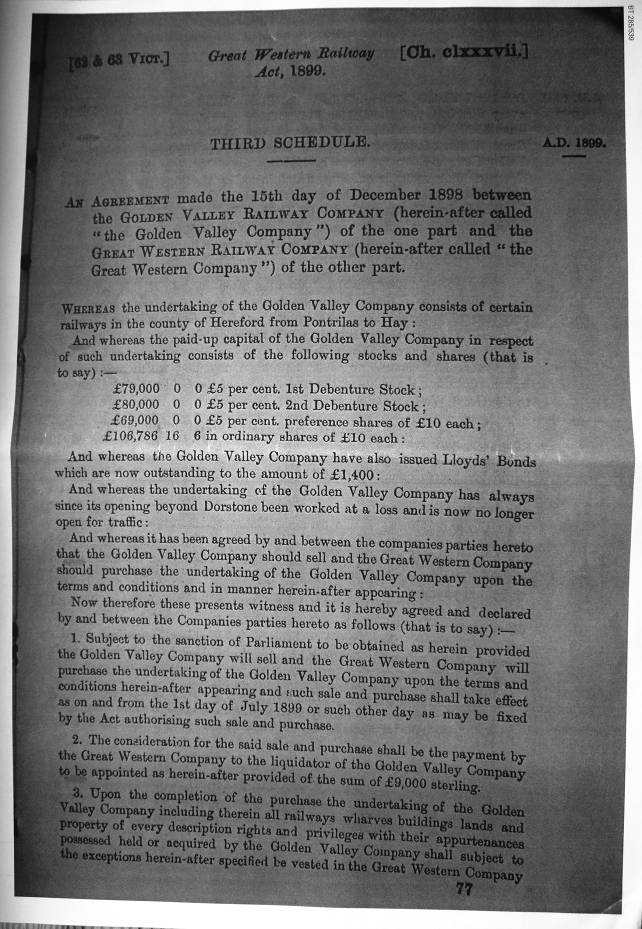 BT 285/539
[62 & 63 VICT.] Great Western Railway [Ch. clxxxvii.]
Act, 1899.
THIRD SCHEDULE. A.D. 1899.
AN AGREEMENT made the 15th day of December 1898 between
the GOLDEN VALLEY RAILWAY COMPANY (herein-after called
"the Golden Valley Company") of the one part and the
GREAT WESTERN RAILWAY COMPANY (herein-after called "the
Great Western Company") of the other part.
WHEREAS the undertaking of the Golden Valley Company consists of certain
railways in the county of Hereford from Pontrilas to Hay :
And whereas the paid-up capital of the Golden Valley Company in respect
of such undertaking consists of the following stocks and shares (that is
to say) :—
£79,000 0 0 £5 per cent. 1st Debenture Stock ;
£80,000 0 0 £5 per cent. 2nd Debenture Stock ;
£69,000 0 0 £5 per cent. preference shares of £10 each ;
£106,786 16 6 in ordinary shares of £10 each :
And whereas the Golden Valley Company have also issued Lloyds' Bonds
which are now outstanding to the amount of £1,400 :
And whereas the undertaking of the Golden Valley Company has always
since its opening beyond Dorstone been worked at a loss and is now no longer
open for traffic :
And whereas it has been agreed by and between the companies parties hereto
that the Golden Valley Company should sell and the Great Western Company
should purchase the undertaking of the Golden Valley Company upon the
terms and conditions and in manner herein-after appearing :
Now therefore these presents witness and it is hereby agreed and declared
by and between the Companies parties hereto as follows (that is to say) :—
1. Subject to the sanction of Parliament to be obtained as herein provided
the Golden Valley Company will sell and the Great Western Company will
purchase the undertaking of the Golden Valley Company upon the terms and
conditions herein-after appearing and such sale and purchase shall take effect
as on and from the 1st day of July 1899 or such other day as may be fixed
by the Act authorising such sale and purchase.
2. The consideration for the said sale and purchase shall be the payment by
the Great Western Company to the liquidator of the Golden Valley Company
to be appointed as herein-after provided of the sum of £9,000 sterling.
3. Upon the completion of the purchase the undertaking of the Golden
Valley Company including therein all railways wharves buildings lands and
property of every description rights and privileges with their appurtenances
possessed held or acquired by the Golden Valley Company shall subject to
the exceptions herein-after specified be vested in the Great Western Company
77